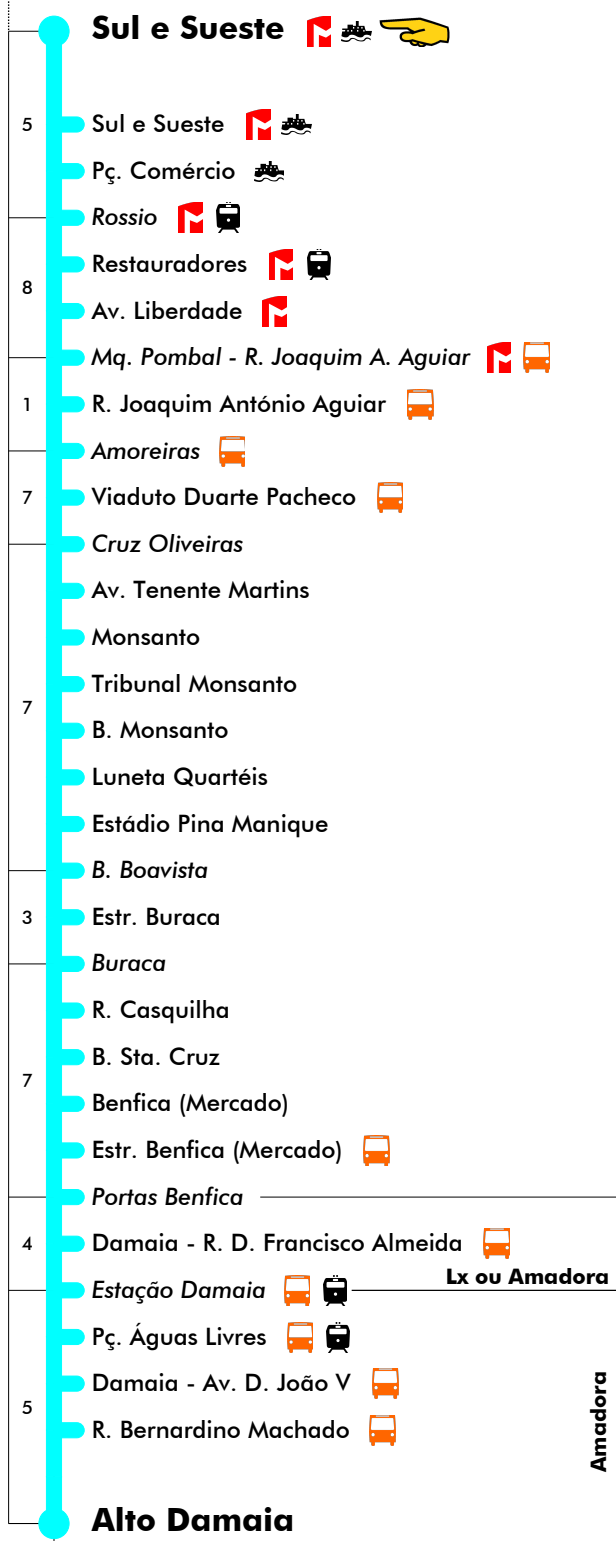 Sul e Sueste
5
Sul e Sueste
Pç. Comércio
Rossio
Restauradores
8
Av. Liberdade
Mq. Pombal - R. Joaquim A. Aguiar
1
R. Joaquim António Aguiar
Amoreiras
7
Viaduto Duarte Pacheco
Cruz Oliveiras
Av. Tenente Martins
Monsanto
Tribunal Monsanto
7
B. Monsanto
Luneta Quartéis
Estádio Pina Manique
B. Boavista
3
Estr. Buraca
Buraca
R. Casquilha
B. Sta. Cruz
7
Benfica (Mercado)
Estr. Benfica (Mercado)
Portas Benfica
4
Damaia - R. D. Francisco Almeida
Lx ou Amadora
Estação Damaia
Pç. Águas Livres
Damaia - Av. D. João V
5
R. Bernardino Machado
Amadora
Alto Damaia